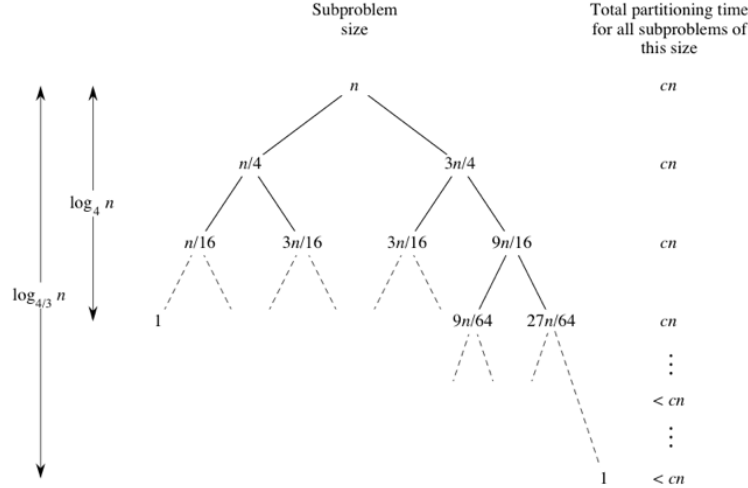 Subproblem
size
Total partitioning time
for all subproblems of
this size
n
cn
n/4
3n/4
cn
log₄ n
n/16
3n/16
3n/16
9n/16
cn
log₄/₃ n
1
9n/64
27n/64
cn
⋮
< cn
⋮
1
< cn